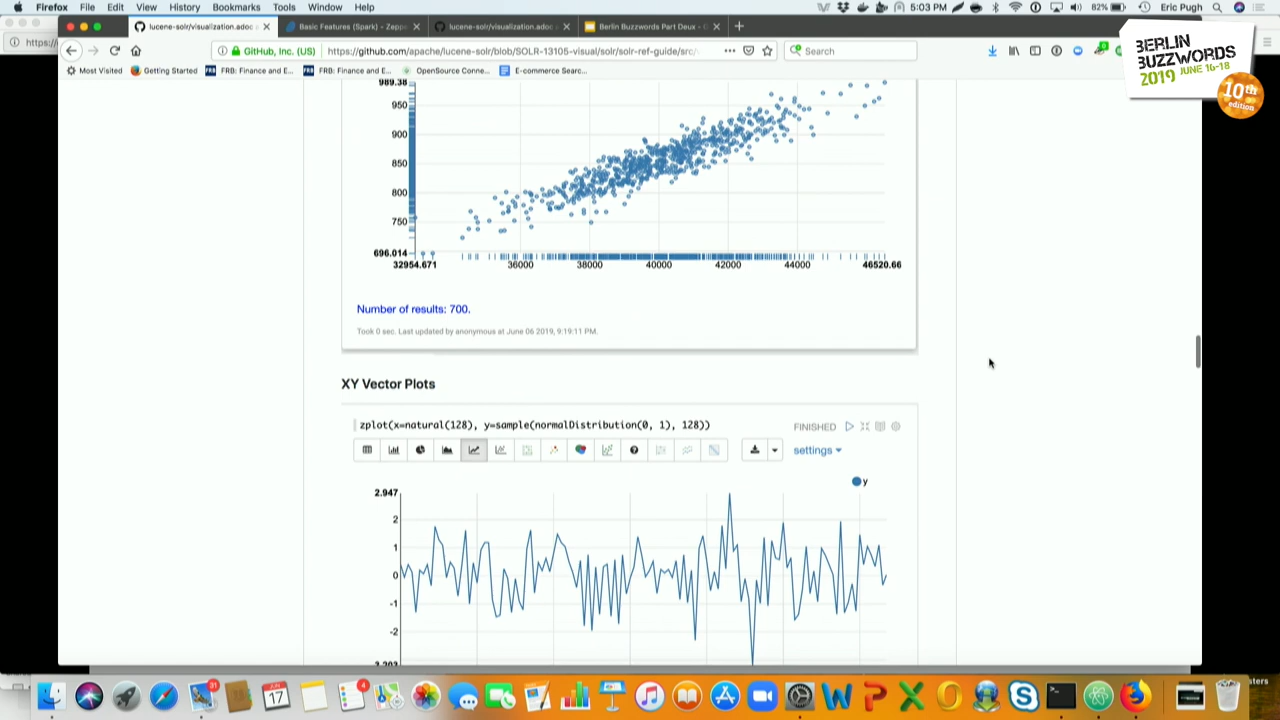 Firefox File Edit View History Bookmarks Tools Window Help
5:03 PM 82% Eric Pugh
lucene-solr/visualization.adoc
Basic Features (Spark) - Zeppe
lucene-solr/visualization.adoc
Berlin Buzzwords Part Deux - G
https:/
GitHub, Inc. (US)
https://github.com/apache/lucene-solr/blob/SOLR-13105-visual/solr/solr-ref-guide/src/
Search
Most Visited
Getting Started
FRB: Finance and E...
FRB: Finance and E...
OpenSource Conne...
E-commerce Searc...
BERLIN
BUZZWORDS
2019 JUNE 16-18
10th
edition
989.38
950
900
850
800
750
696.014
32954.671 36000 38000 40000 42000 44000 46520.66
Number of results: 700.
Took 0 sec. Last updated by anonymous at June 06 2019, 9:19:11 PM.
XY Vector Plots
zplot(x=natural(128), y=sample(normalDistribution(0, 1), 128))
FINISHED
settings
y
2.947
2
1
0
-1
-2
31
JUN
17
4